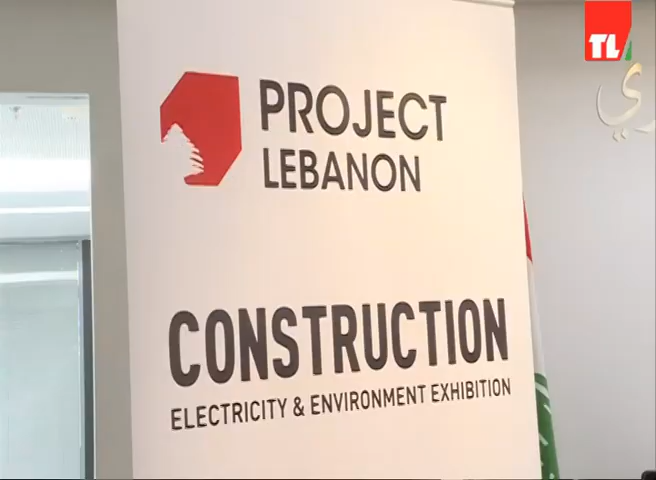 TL
PROJECT
LEBANON
CONSTRUCTION
ELECTRICITY & ENVIRONMENT EXHIBITION